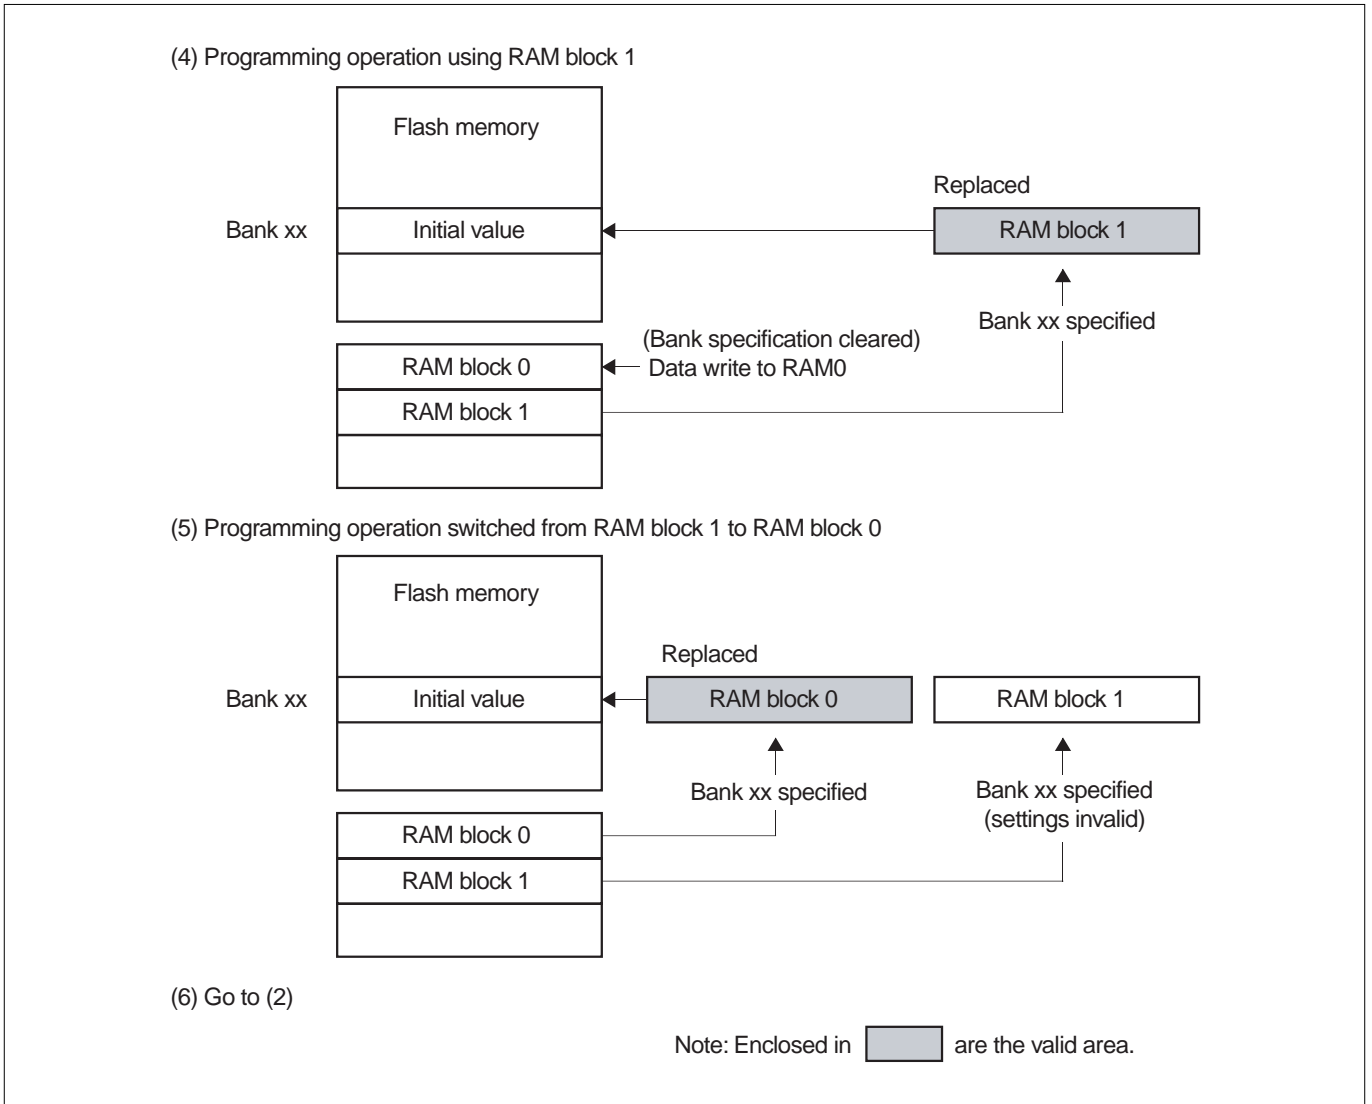 (4) Programming operation using RAM block 1
Flash memory
Replaced
Bank xx
Initial value
RAM block 1
Bank xx specified
(Bank specification cleared)
RAM block 0
Data write to RAM0
RAM block 1
(5) Programming operation switched from RAM block 1 to RAM block 0
Flash memory
Replaced
Bank xx
Initial value
RAM block 0
RAM block 1
Bank xx specified
Bank xx specified
(settings invalid)
RAM block 0
RAM block 1
(6) Go to (2)
Note: Enclosed in are the valid area.